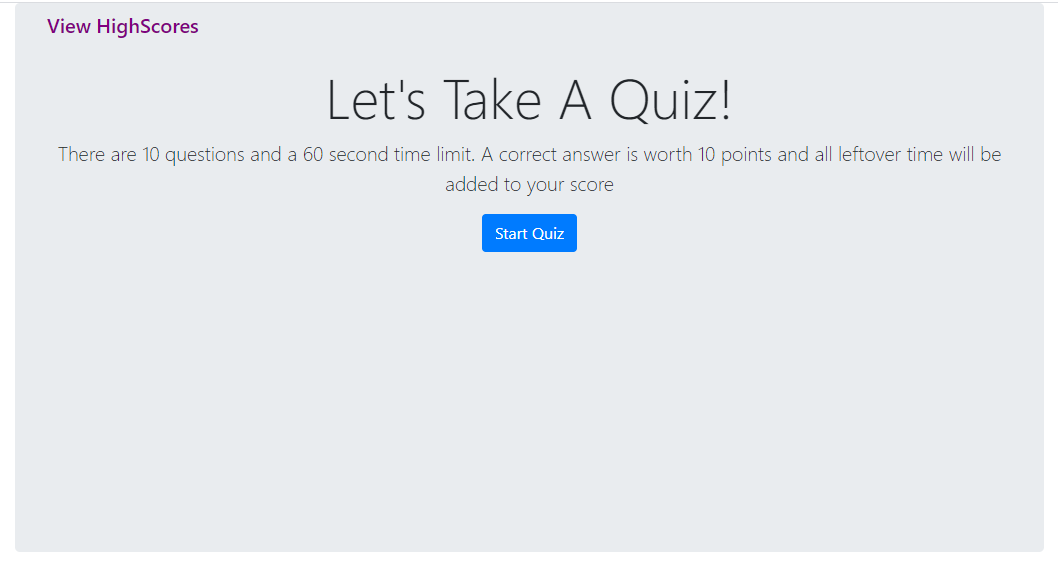 View HighScores
Let's Take A Quiz!
There are 10 questions and a 60 second time limit. A correct answer is worth 10 points and all leftover time will be
added to your score
Start Quiz